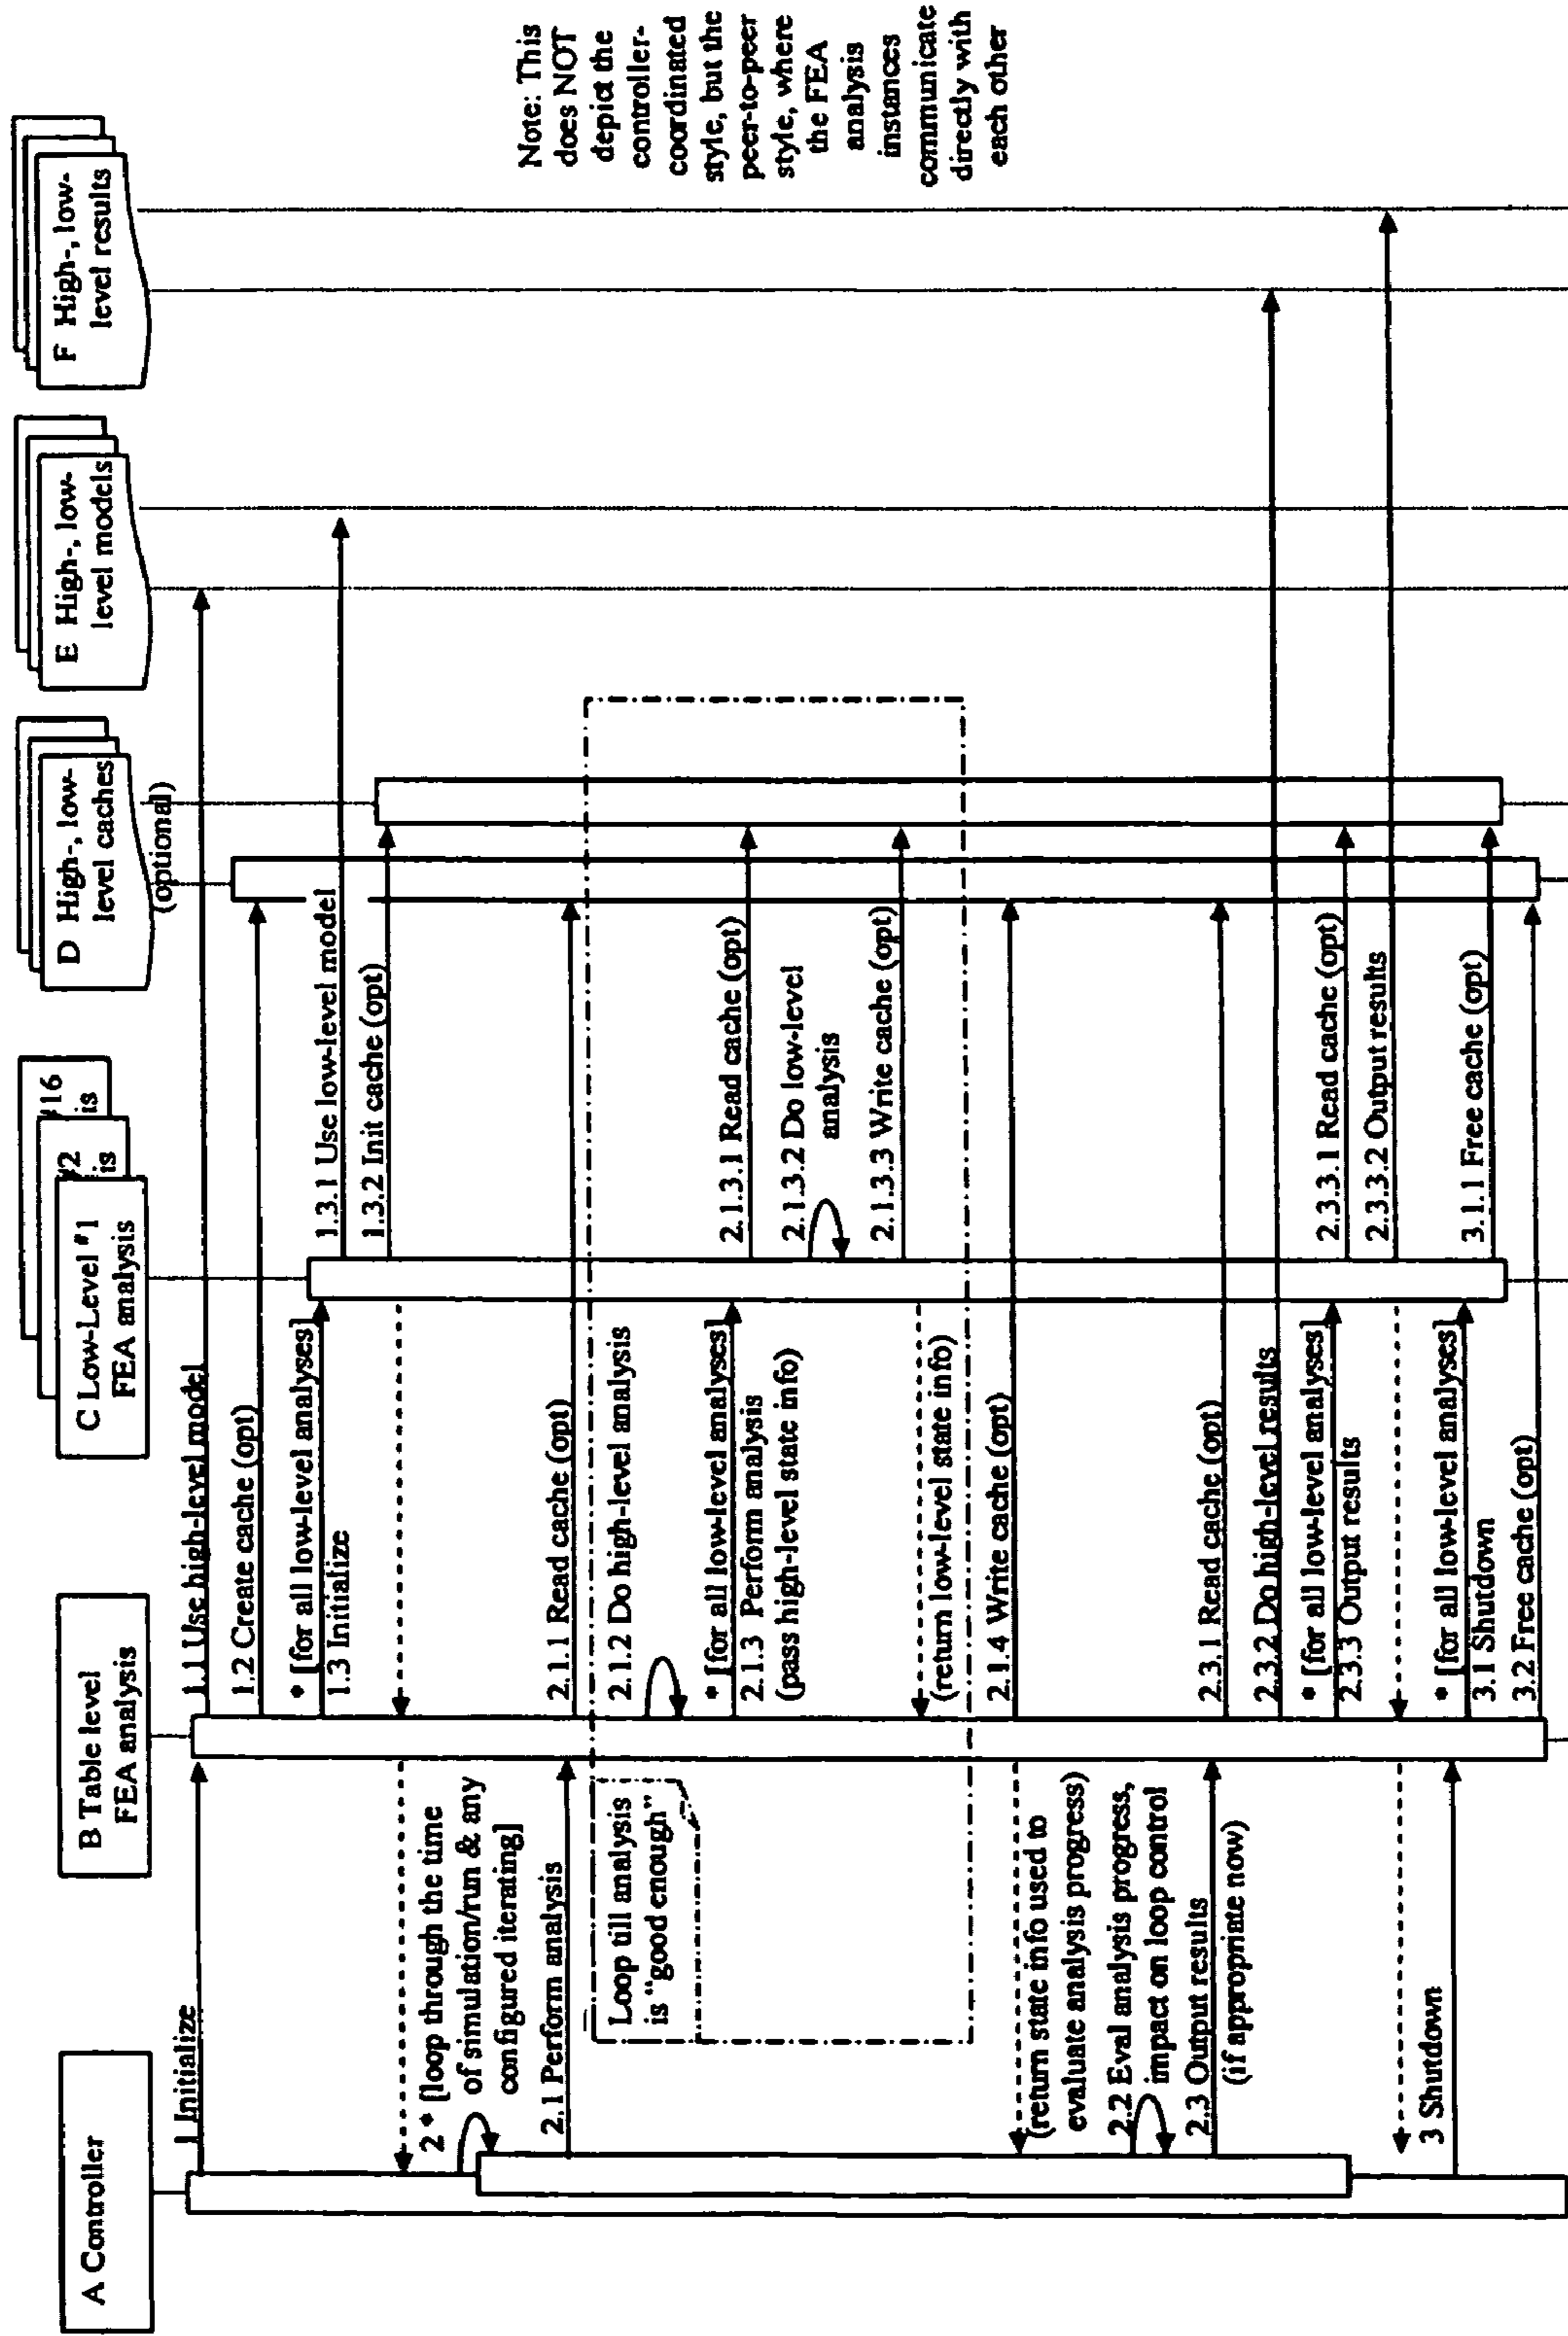 A Controller
B Table level
FEA analysis
C Low-Level #1
FEA analysis
#2
is
#16
is
D High-, low-
level caches
(optional)
E High-, low-
level models
F High-, low-
level results
1 Initialize
1.1 Use high-level model
1.2 Create cache (opt)
* [for all low-level analyses]
1.3 Initialize
1.3.1 Use low-level model
1.3.2 Init cache (opt)
2 * [loop through the time
of simulation/run & any
configured iterating]
2.1 Perform analysis
2.1.1 Read cache (opt)
Loop till analysis
is "good enough"
2.1.2 Do high-level analysis
* [for all low-level analyses]
2.1.3 Perform analysis
(pass high-level state info)
2.1.3.1 Read cache (opt)
2.1.3.2 Do low-level
analysis
2.1.3.3 Write cache (opt)
(return low-level state info)
2.1.4 Write cache (opt)
(return state info used to
evaluate analysis progress)
2.2 Eval analysis progress,
impact on loop control
2.3 Output results
(if appropriate now)
2.3.1 Read cache (opt)
2.3.2 Do high-level results
* [for all low-level analyses]
2.3.3 Output results
2.3.3.1 Read cache (opt)
2.3.3.2 Output results
3 Shutdown
* [for all low-level analyses]
3.1 Shutdown
3.1.1 Free cache (opt)
3.2 Free cache (opt)
Note: This
does NOT
depict the
controller-
coordinated
style, but the
peer-to-peer
style, where
the FEA
analysis
instances
communicate
directly with
each other